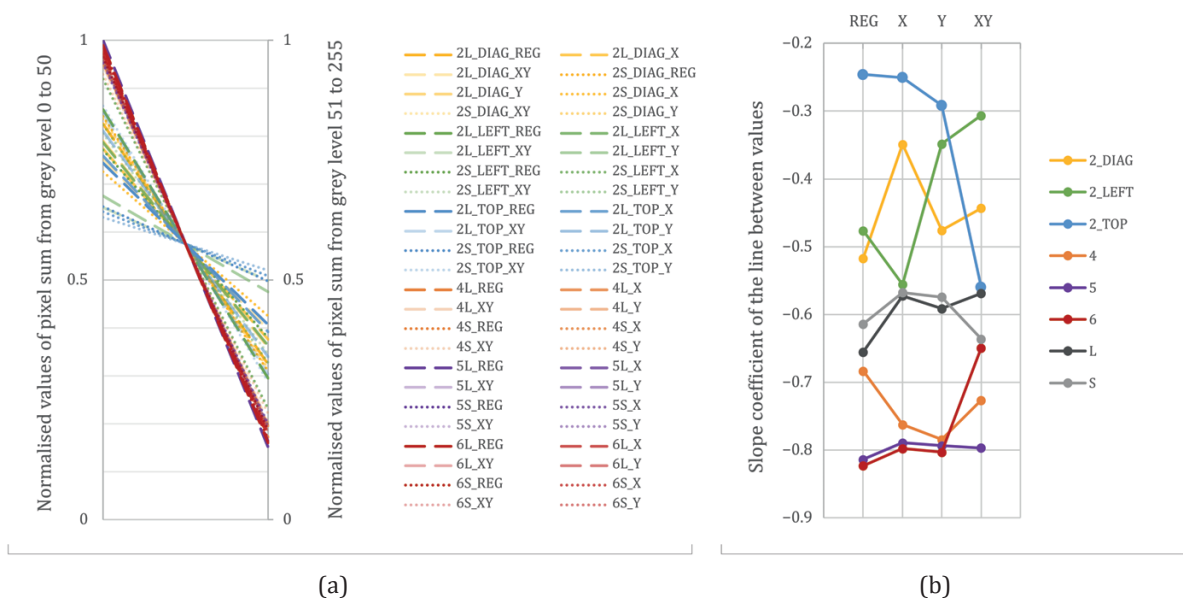 Normalised values of pixel sum from grey level 0 to 50
1
0.5
0
1
0.5
0
Normalised values of pixel sum from grey level 51 to 255
2L_DIAG_REG 2L_DIAG_X
2L_DIAG_XY 2S_DIAG_REG
2L_DIAG_Y 2S_DIAG_X
2S_DIAG_XY 2S_DIAG_Y
2L_LEFT_REG 2L_LEFT_X
2L_LEFT_XY 2L_LEFT_Y
2S_LEFT_REG 2S_LEFT_X
2S_LEFT_XY 2S_LEFT_Y
2L_TOP_REG 2L_TOP_X
2L_TOP_XY 2L_TOP_Y
2S_TOP_REG 2S_TOP_X
2S_TOP_XY 2S_TOP_Y
4L_REG 4L_X
4L_XY 4L_Y
4S_REG 4S_X
4S_XY 4S_Y
5L_REG 5L_X
5L_XY 5L_Y
5S_REG 5S_X
5S_XY 5S_Y
6L_REG 6L_X
6L_XY 6L_Y
6S_REG 6S_X
6S_XY 6S_Y
(a)
Slope coefficient of the line between values
REG X Y XY
−0.2
−0.3
−0.4
−0.5
−0.6
−0.7
−0.8
−0.9
2_DIAG
2_LEFT
2_TOP
4
5
6
L
S
(b)